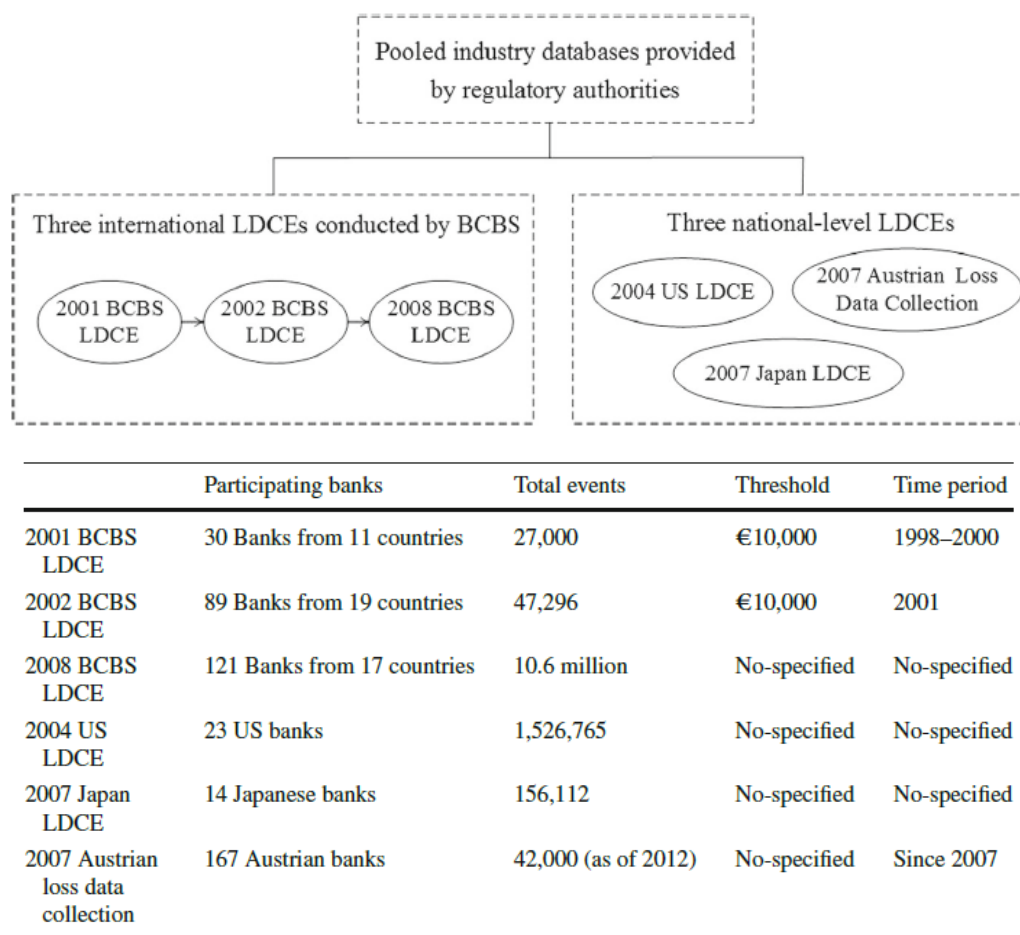 Pooled industry databases provided
by regulatory authorities
Three international LDCEs conducted by BCBS
2001 BCBS
LDCE
2002 BCBS
LDCE
2008 BCBS
LDCE
Three national-level LDCEs
2004 US LDCE
2007 Austrian Loss
Data Collection
2007 Japan LDCE
Participating banks Total events Threshold Time period
2001 BCBS 30 Banks from 11 countries 27,000 €10,000 1998–2000
LDCE
2002 BCBS 89 Banks from 19 countries 47,296 €10,000 2001
LDCE
2008 BCBS 121 Banks from 17 countries 10.6 million No-specified No-specified
LDCE
2004 US 23 US banks 1,526,765 No-specified No-specified
LDCE
2007 Japan 14 Japanese banks 156,112 No-specified No-specified
LDCE
2007 Austrian 167 Austrian banks 42,000 (as of 2012) No-specified Since 2007
loss data
collection